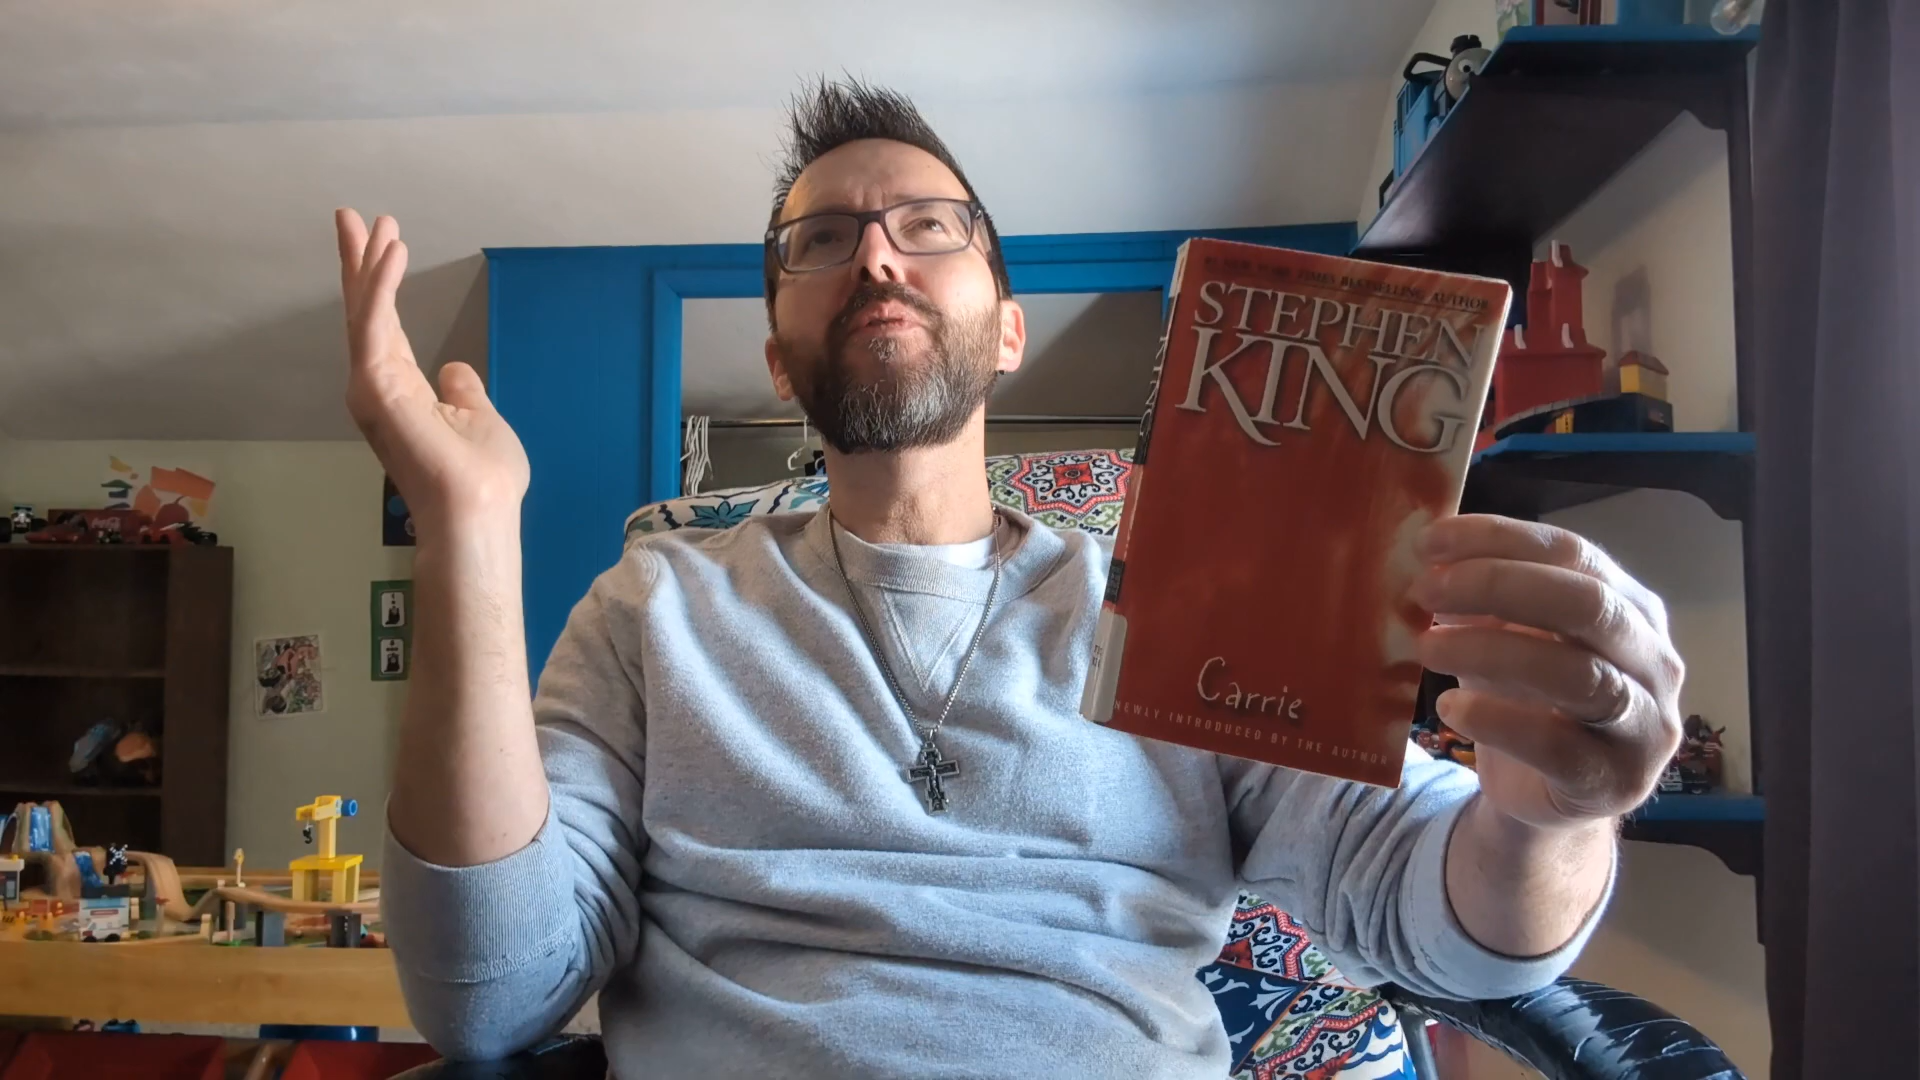 #1 NEW YORK TIMES BESTSELLING AUTHOR
STEPHEN
KING
Carrie
NEWLY INTRODUCED BY THE AUTHOR